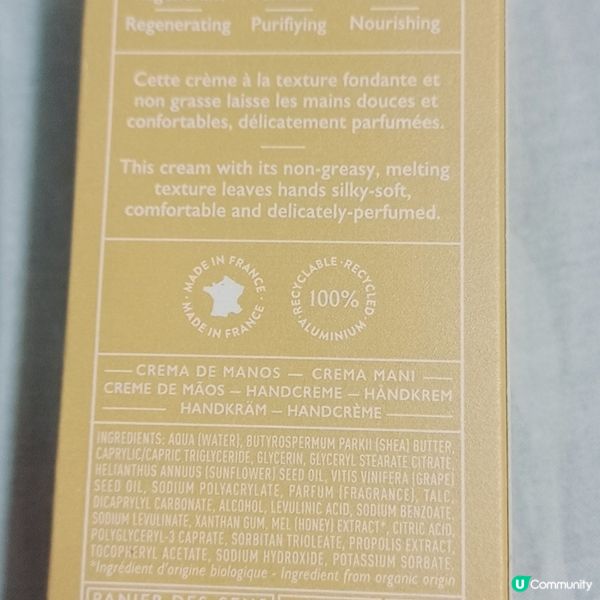 Regenerating Purifiying Nourishing
Cette crème à la texture fondante et
non grasse laisse les mains douces et
confortables, délicatement parfumées.
This cream with its non-greasy, melting
texture leaves hands silky-soft,
comfortable and delicately-perfumed.
MADE IN FRANCE · MADE IN FRANCE ·
RECYCLABLE · RECYCLED · ALUMINIUM ·
100%
CREMA DE MANOS — CREMA MANI
CREME DE MÃOS — HANDCREME — HÅNDKREM
HANDKRÄM — HANDCRÈME
INGREDIENTS: AQUA (WATER), BUTYROSPERMUM PARKII (SHEA) BUTTER,
CAPRYLIC/CAPRIC TRIGLYCERIDE, GLYCERIN, GLYCERYL STEARATE CITRATE,
HELIANTHUS ANNUUS (SUNFLOWER) SEED OIL, VITIS VINIFERA (GRAPE)
SEED OIL, SODIUM POLYACRYLATE, PARFUM (FRAGRANCE), TALC,
DICAPRYLYL CARBONATE, ALCOHOL, LEVULINIC ACID, SODIUM BENZOATE,
SODIUM LEVULINATE, XANTHAN GUM, MEL (HONEY) EXTRACT*, CITRIC ACID,
POLYGLYCERYL-3 CAPRATE, SORBITAN TRIOLEATE, PROPOLIS EXTRACT,
TOCOPKERYL ACETATE, SODIUM HYDROXIDE, POTASSIUM SORBATE.
*Ingrédient d'origine biologique - Ingredient from organic origin
PANIER DES SENS
U Community